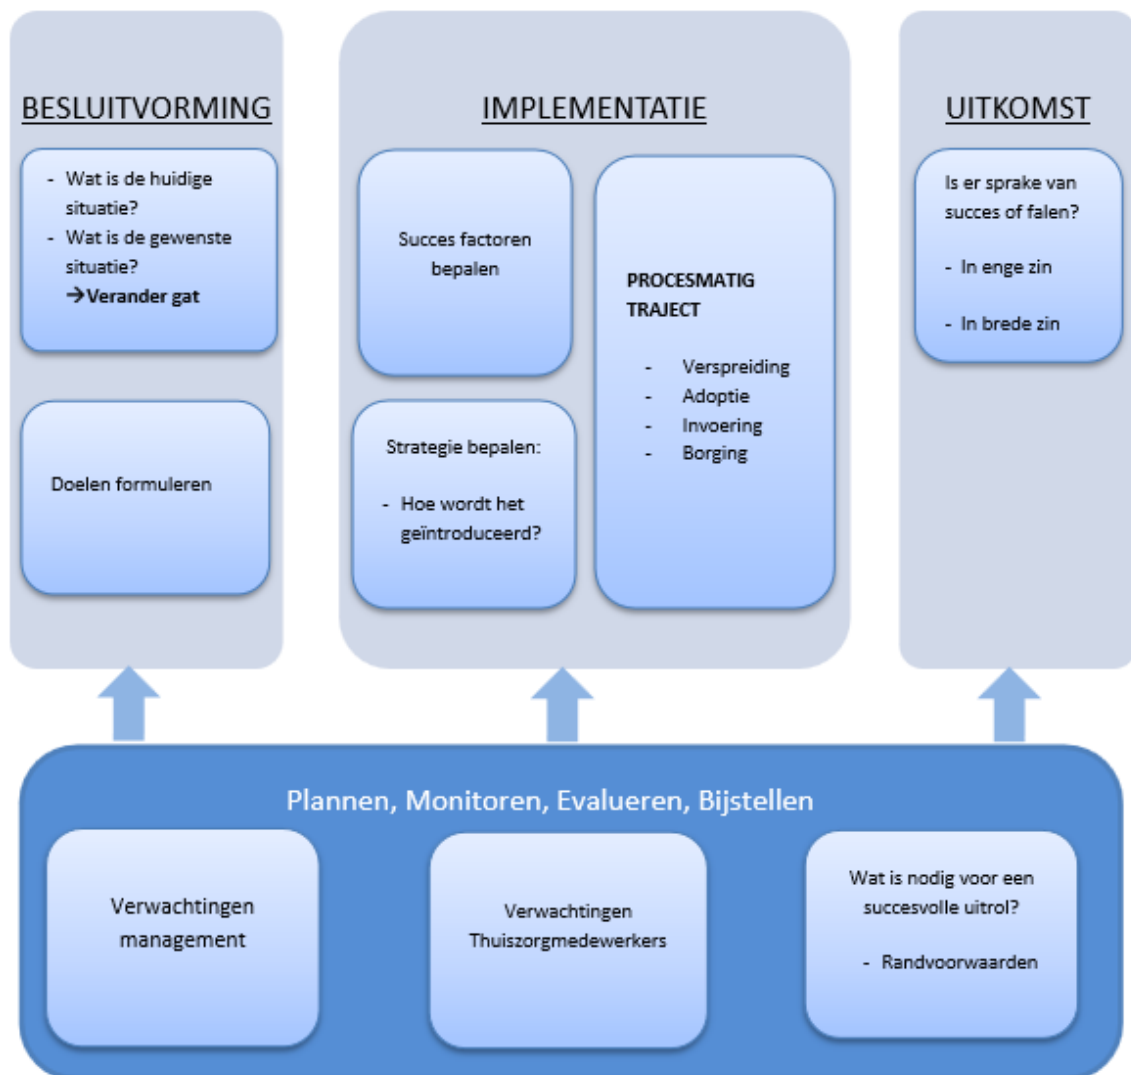 BESLUITVORMING
- Wat is de huidige
situatie?
- Wat is de gewenste
situatie?
→Verander gat
Doelen formuleren
IMPLEMENTATIE
Succes factoren
bepalen
Strategie bepalen:
- Hoe wordt het
geïntroduceerd?
PROCESMATIG
TRAJECT
- Verspreiding
- Adoptie
- Invoering
- Borging
UITKOMST
Is er sprake van
succes of falen?
- In enge zin
- In brede zin
Plannen, Monitoren, Evalueren, Bijstellen
Verwachtingen
management
Verwachtingen
Thuiszorgmedewerkers
Wat is nodig voor een
succesvolle uitrol?
- Randvoorwaarden